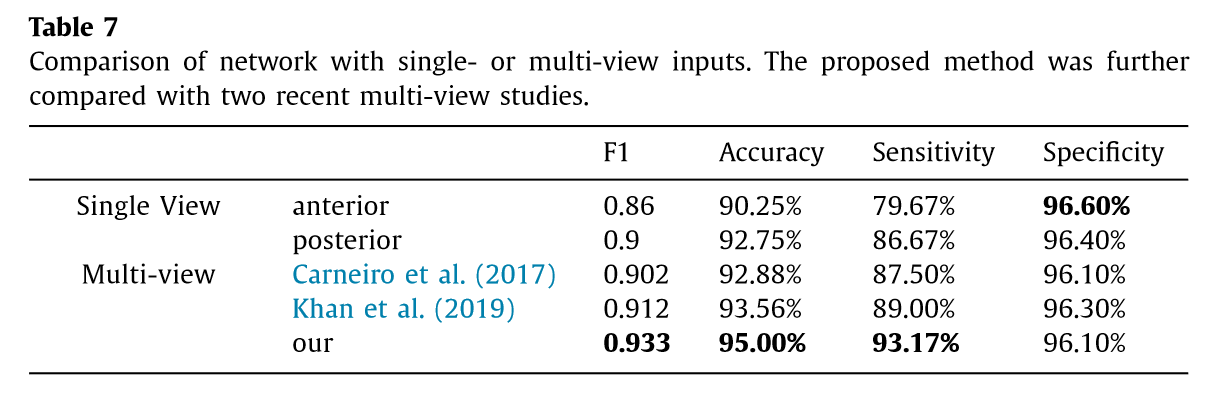 Table 7
Comparison of network with single- or multi-view inputs. The proposed method was further
compared with two recent multi-view studies.
F1 Accuracy Sensitivity Specificity
Single View anterior 0.86 90.25% 79.67% 96.60%
posterior 0.9 92.75% 86.67% 96.40%
Multi-view Carneiro et al. (2017) 0.902 92.88% 87.50% 96.10%
Khan et al. (2019) 0.912 93.56% 89.00% 96.30%
our 0.933 95.00% 93.17% 96.10%